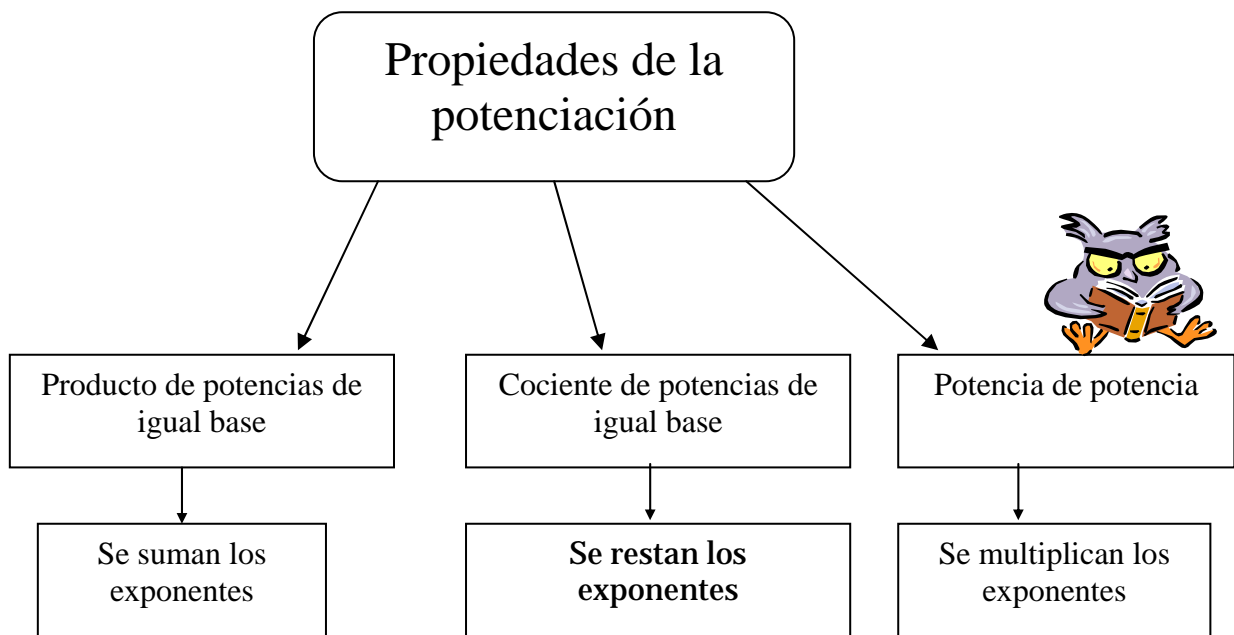 Propiedades de la
potenciación
Producto de potencias de
igual base
Cociente de potencias de
igual base
Potencia de potencia
Se suman los
exponentes
Se restan los
exponentes
Se multiplican los
exponentes